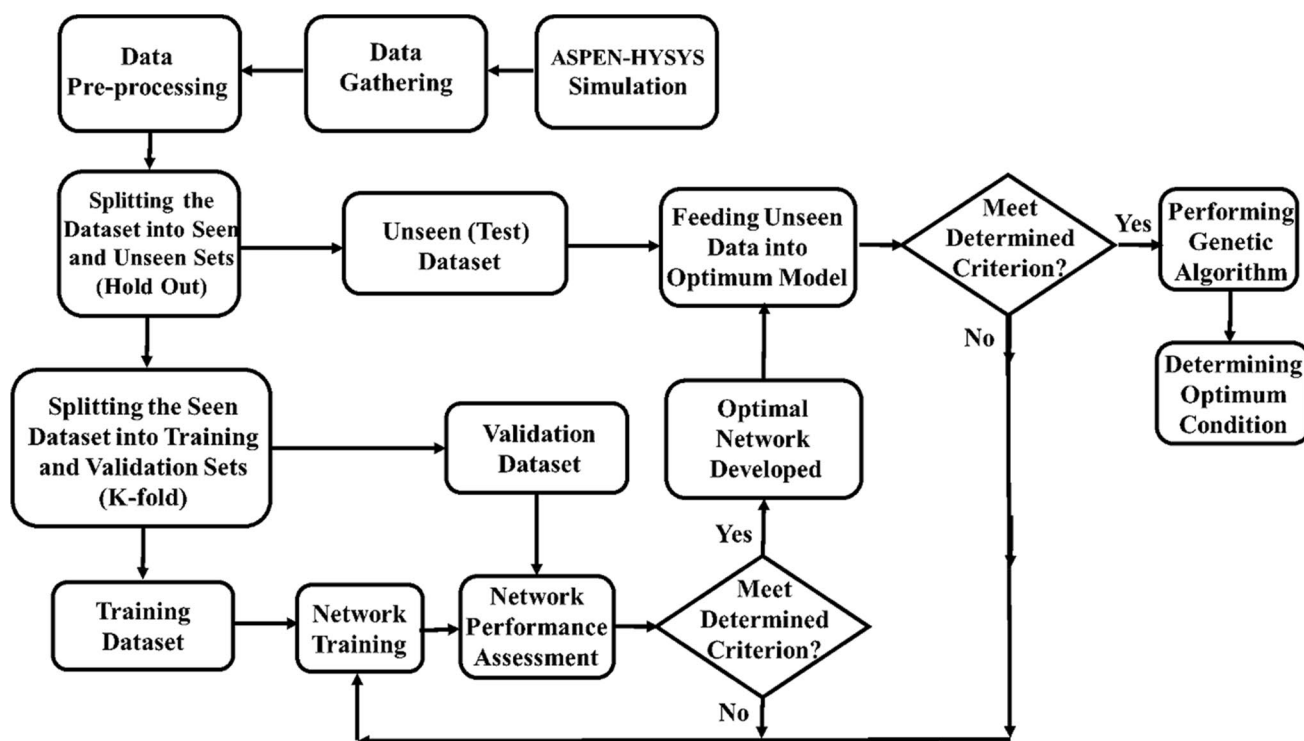 Data
Pre-processing
Data
Gathering
ASPEN-HYSYS
Simulation
Splitting the
Dataset into Seen
and Unseen Sets
(Hold Out)
Unseen (Test)
Dataset
Feeding Unseen
Data into
Optimum Model
Meet
Determined
Criterion?
Yes
Performing
Genetic
Algorithm
No
Determining
Optimum
Condition
Splitting the Seen
Dataset into Training
and Validation Sets
(K-fold)
Validation
Dataset
Optimal
Network
Developed
Yes
Training
Dataset
Network
Training
Network
Performance
Assessment
Meet
Determined
Criterion?
No